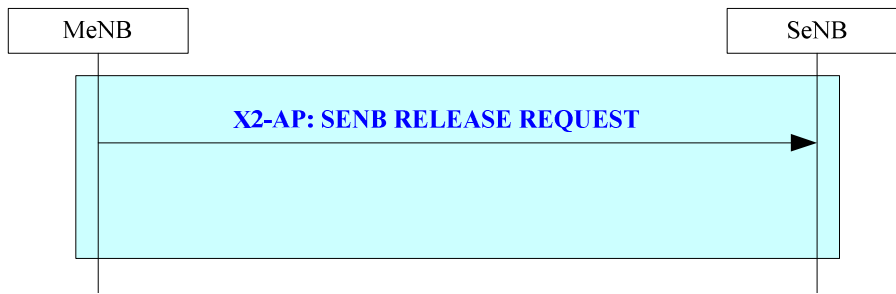 MeNB
SeNB
X2-AP: SENB RELEASE REQUEST